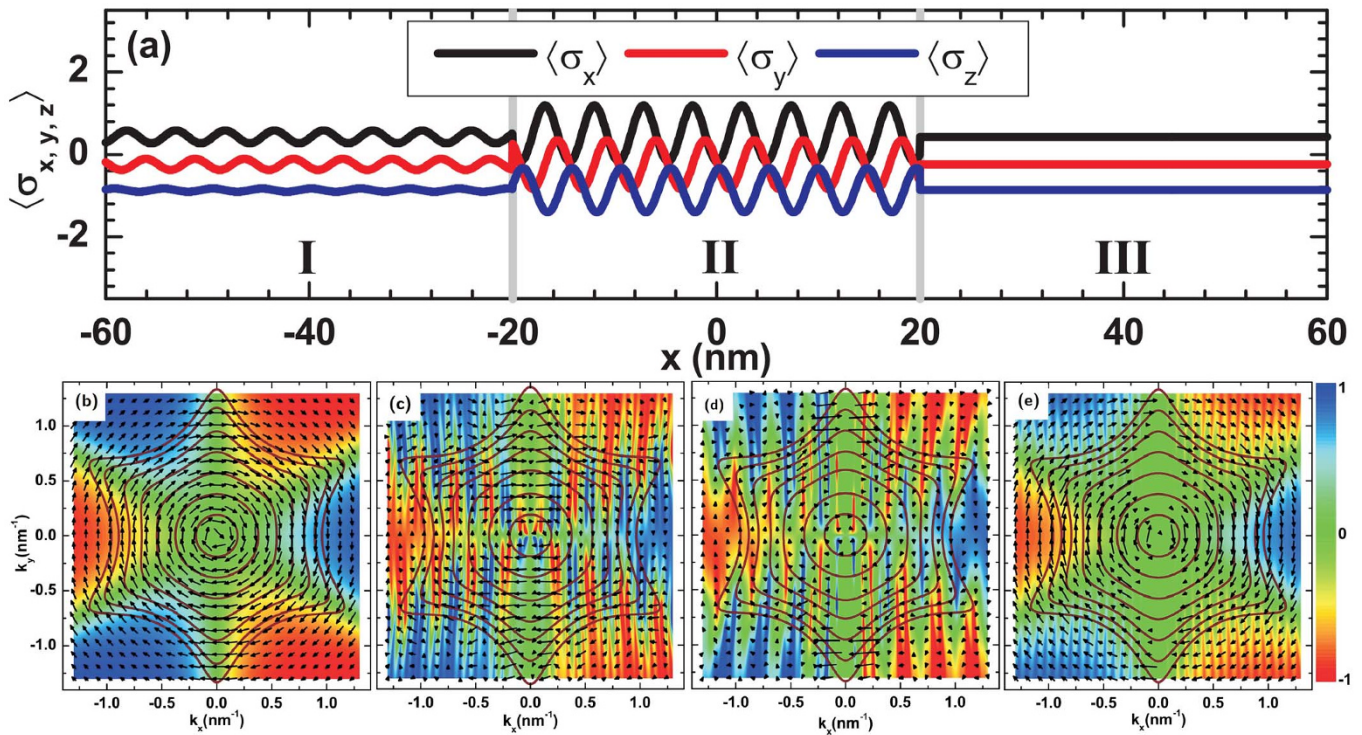 (a)
⟨σx⟩ ⟨σy⟩ ⟨σz⟩
⟨σx, y, z⟩
2
0
-2
I II III
-60 -40 -20 0 20 40 60
x (nm)
(b) (c) (d) (e)
ky(nm-1)
1.0
0.5
0.0
-0.5
-1.0
1
0
-1
-1.0 -0.5 0.0 0.5 1.0 -1.0 -0.5 0.0 0.5 1.0 -1.0 -0.5 0.0 0.5 1.0 -1.0 -0.5 0.0 0.5 1.0
kx(nm-1) kx(nm-1) kx(nm-1) kx(nm-1)